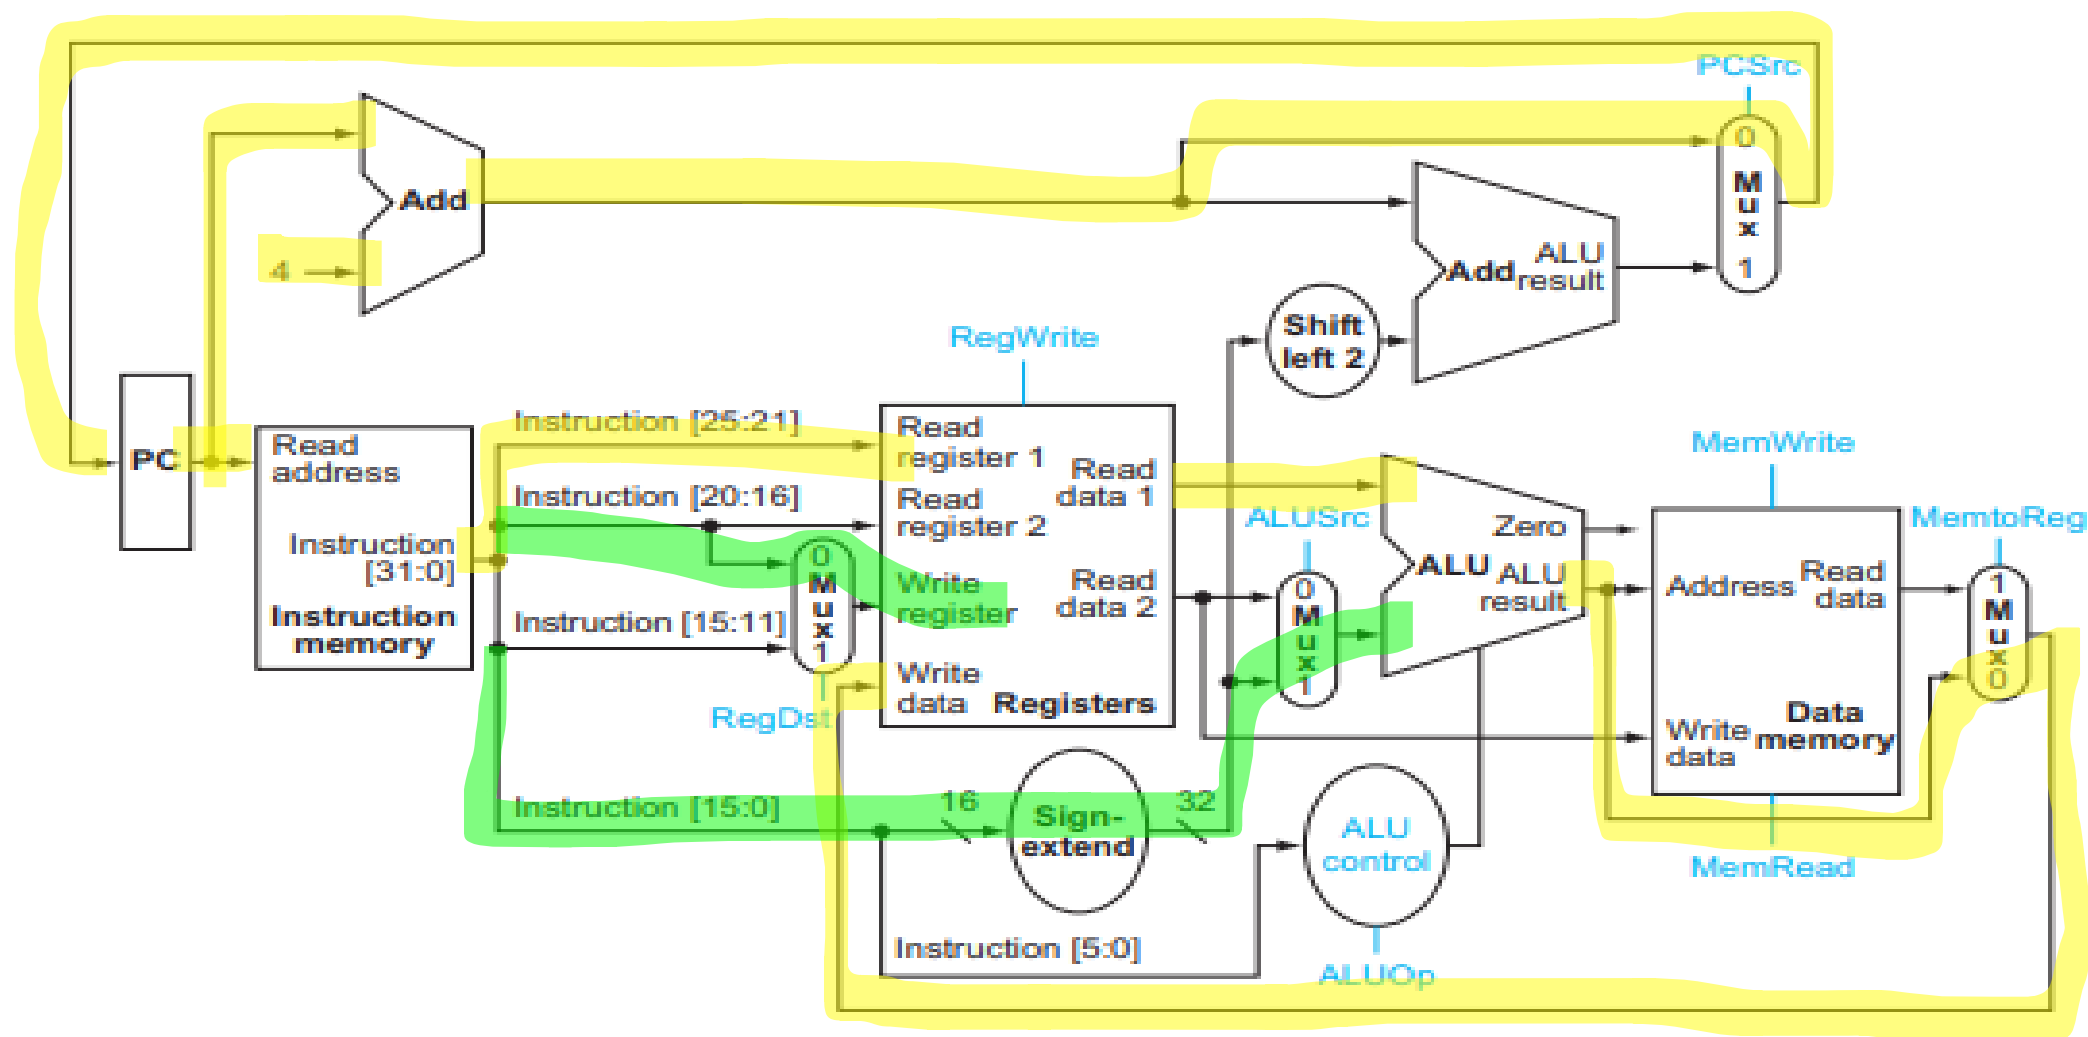 PCSrc
0
M
u
x
1
Add
4
ALU
Add result
Shift
left 2
RegWrite
PC
Read
address
Instruction
[31:0]
Instruction
memory
Instruction [25:21]
Instruction [20:16]
Instruction [15:11]
Instruction [15:0]
0
M
u
x
1
RegDst
Read
register 1
Read
data 1
Read
register 2
Write
register
Read
data 2
Write
data
Registers
16
Sign-
extend
32
Instruction [5:0]
ALUSrc
0
M
u
x
1
Zero
ALU
ALU
result
ALU
control
ALUOp
MemWrite
Address
Read
data
Write
data
Data
memory
MemRead
MemtoReg
1
M
u
x
0